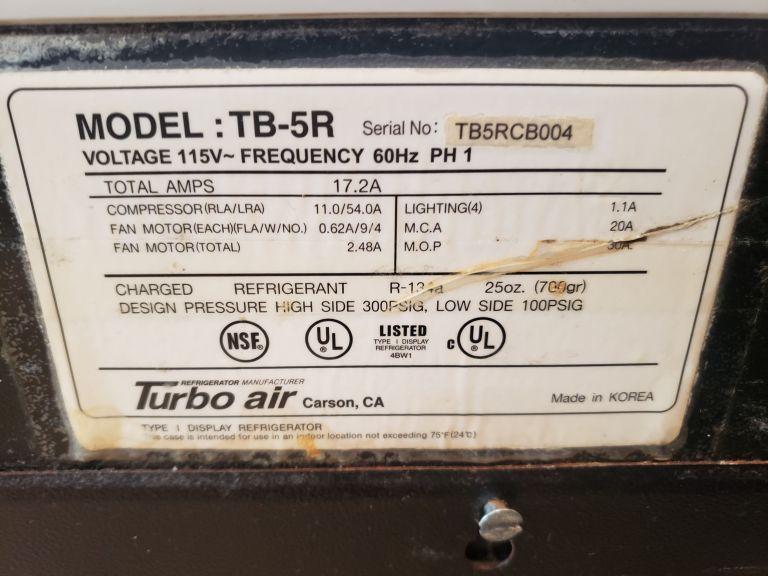 MODEL : TB-5R Serial No: TB5RCB004
VOLTAGE 115V~ FREQUENCY 60Hz PH 1
TOTAL AMPS 17.2A
COMPRESSOR(RLA/LRA) 11.0/54.0A LIGHTING(4) 1.1A
FAN MOTOR(EACH)(FLA/W/NO.) 0.62A/9/4 M.C.A 20A
FAN MOTOR(TOTAL) 2.48A M.O.P 30A
CHARGED REFRIGERANT R-134a 25oz. (700gr)
DESIGN PRESSURE HIGH SIDE 300PSIG, LOW SIDE 100PSIG
NSF. UL LISTED c UL
TYPE I DISPLAY
REFRIGERATOR
4BW1
REFRIGERATOR MANUFACTURER
Turbo air Carson, CA Made in KOREA
TYPE I DISPLAY REFRIGERATOR
is case is intended for use in an indoor location not exceeding 75°F(24℃)